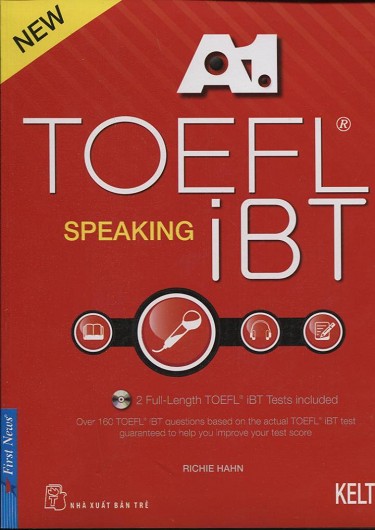 NEW
A1.
TOEFL®
SPEAKING
iBT
2 Full-Length TOEFL® iBT Tests included
Over 160 TOEFL® iBT questions based on the actual TOEFL® iBT test
guaranteed to help you improve your test score
RICHIE HAHN
First News
NHÀ XUẤT BẢN TRẺ
KELT